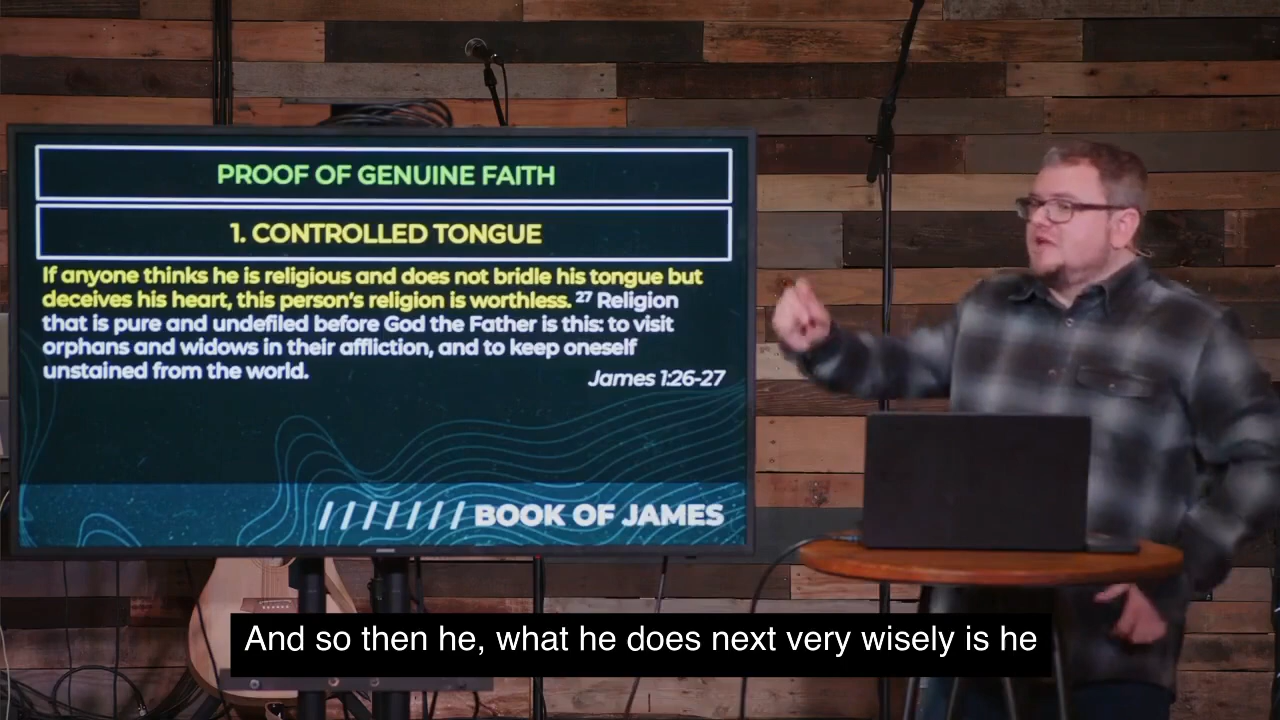 PROOF OF GENUINE FAITH
1. CONTROLLED TONGUE
If anyone thinks he is religious and does not bridle his tongue but
deceives his heart, this person's religion is worthless. 27 Religion
that is pure and undefiled before God the Father is this: to visit
orphans and widows in their affliction, and to keep oneself
unstained from the world.
James 1:26-27
/////// BOOK OF JAMES
And so then he, what he does next very wisely is he